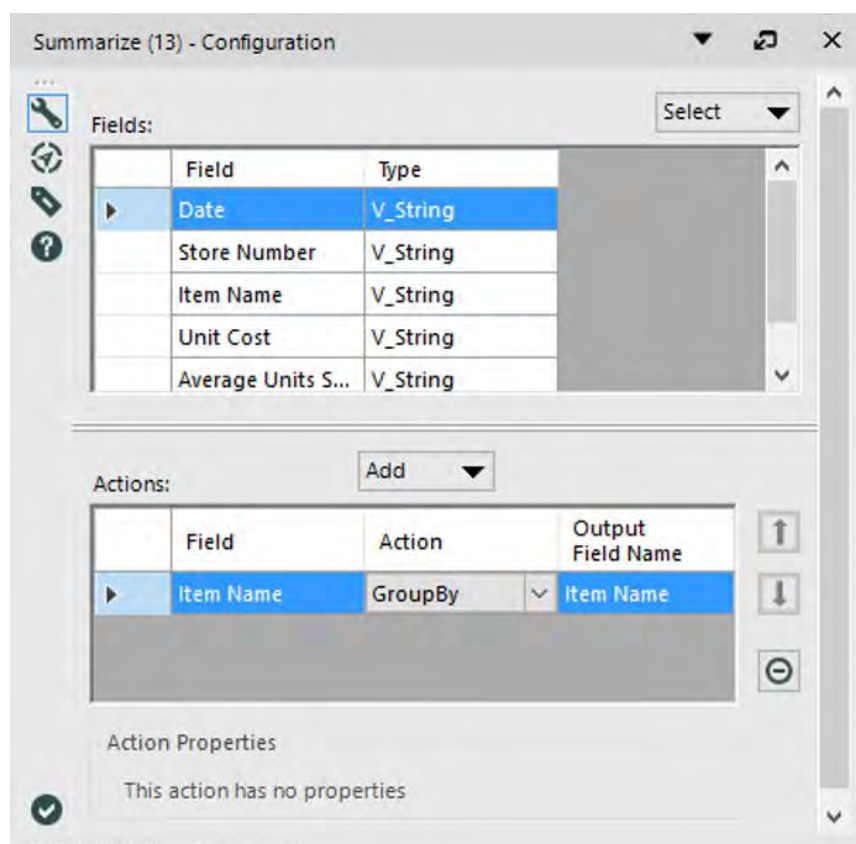 Summarize (13) - Configuration
Select
Fields:
Field Type
Date V_String
Store Number V_String
Item Name V_String
Unit Cost V_String
Average Units S... V_String
Add
Actions:
Field Action Output Field Name
Item Name GroupBy Item Name
Action Properties
This action has no properties